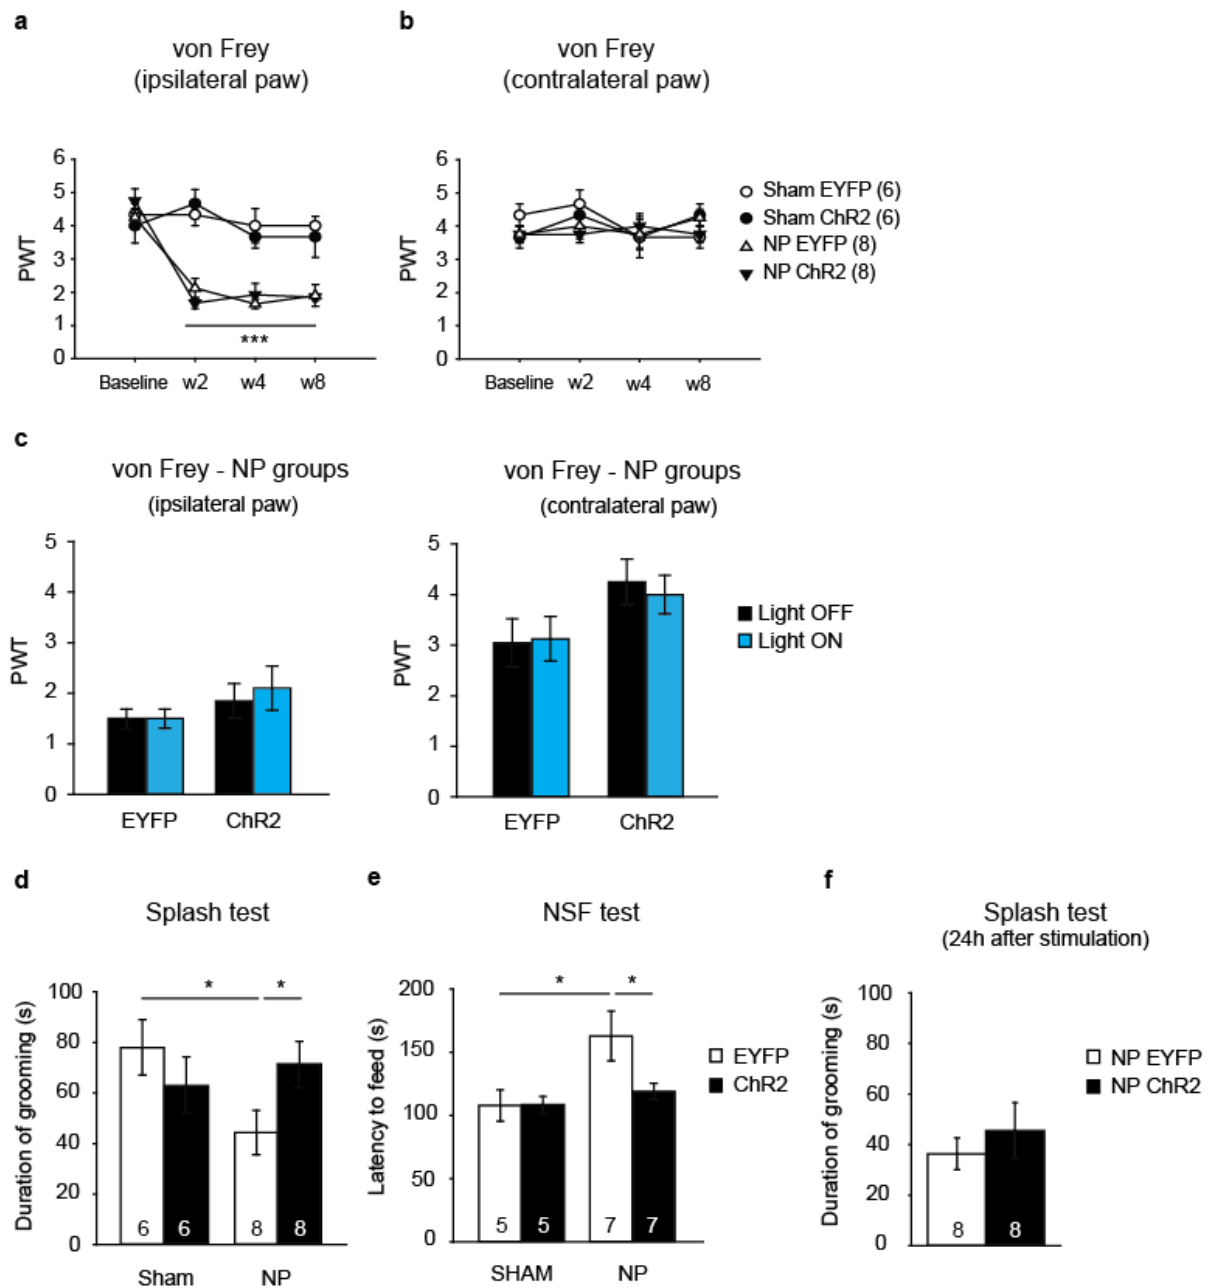 a
von Frey
(ipsilateral paw)
PWT
6
5
4
3
2
1
0
***
Baseline w2 w4 w8
b
von Frey
(contralateral paw)
PWT
6
5
4
3
2
1
0
Baseline w2 w4 w8
Sham EYFP (6)
Sham ChR2 (6)
NP EYFP (8)
NP ChR2 (8)
c
von Frey - NP groups
(ipsilateral paw)
PWT
5
4
3
2
1
0
EYFP ChR2
von Frey - NP groups
(contralateral paw)
PWT
5
4
3
2
1
0
EYFP ChR2
Light OFF
Light ON
d
Splash test
Duration of grooming (s)
100
80
60
40
20
0
* *
6 6 8 8
Sham NP
e
NSF test
Latency to feed (s)
200
150
100
50
0
* *
5 5 7 7
SHAM NP
EYFP
ChR2
f
Splash test
(24h after stimulation)
Duration of grooming (s)
100
80
60
40
20
0
8 8
NP EYFP
NP ChR2